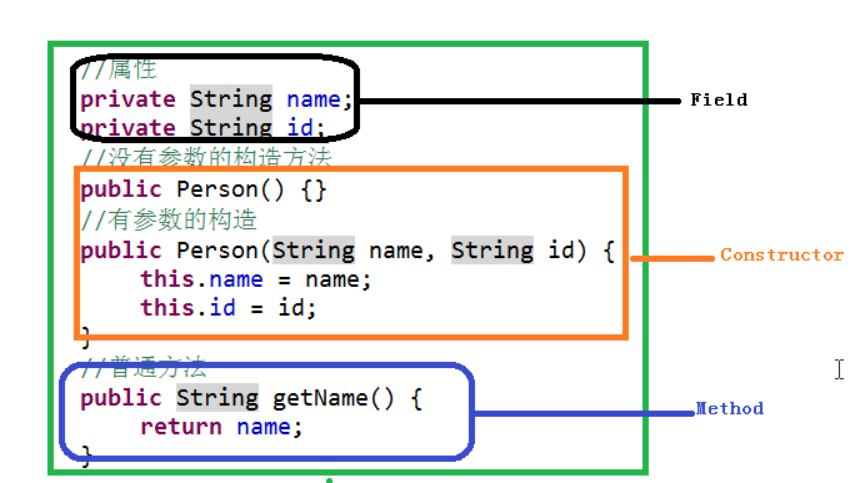 //属性
private String name; Field
private String id;
//没有参数的构造方法
public Person() {}
//有参数的构造
public Person(String name, String id) { Constructor
this.name = name;
this.id = id;
}
//普通方法
public String getName() { Method
return name;
}